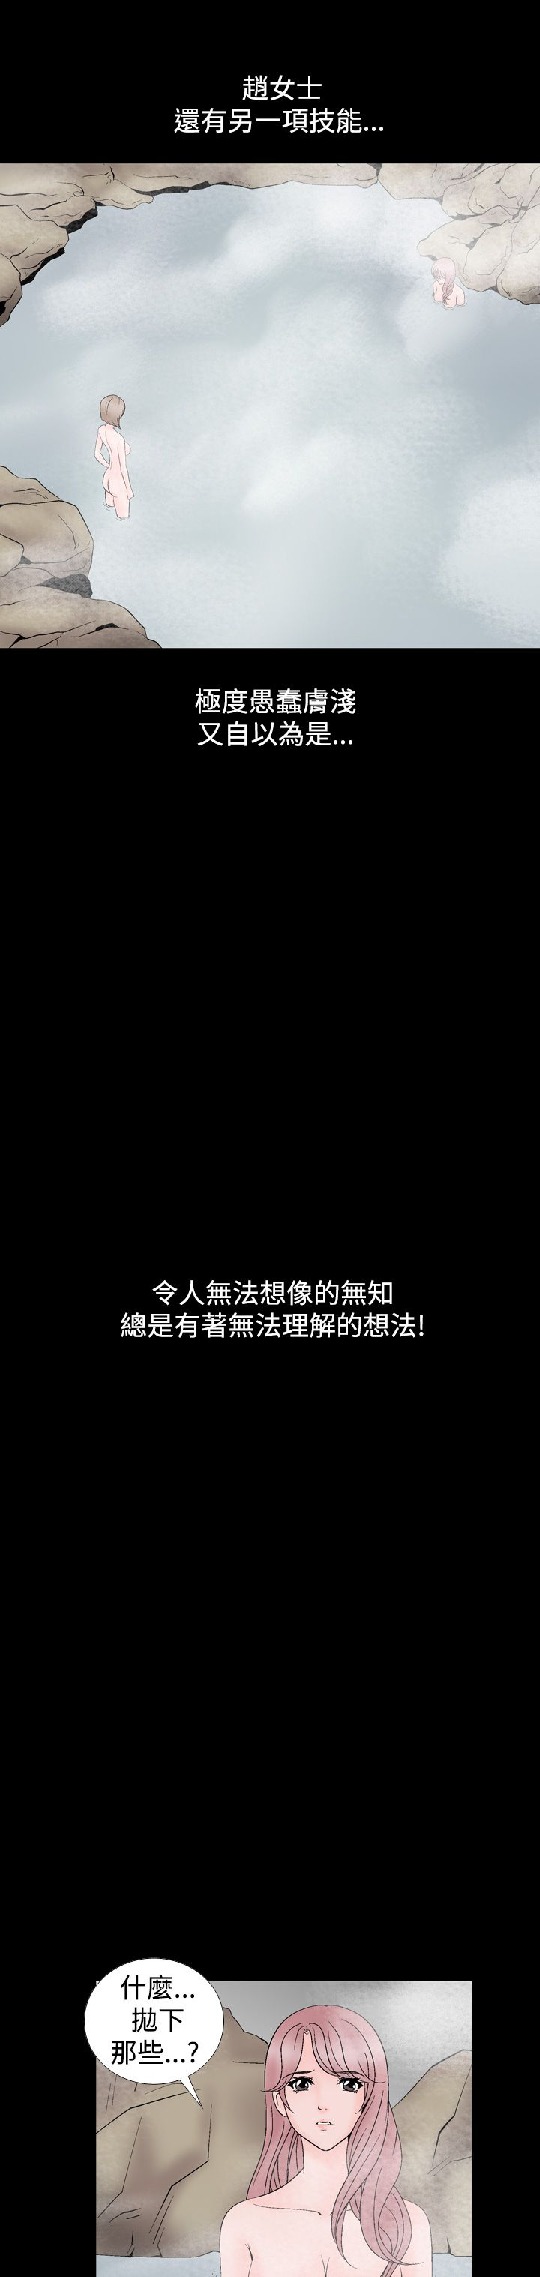 趙女士
還有另一項技能...
極度愚蠢膚淺
又自以為是...
令人無法想像的無知
總是有著無法理解的想法!
什麼...
拋下
那些...?